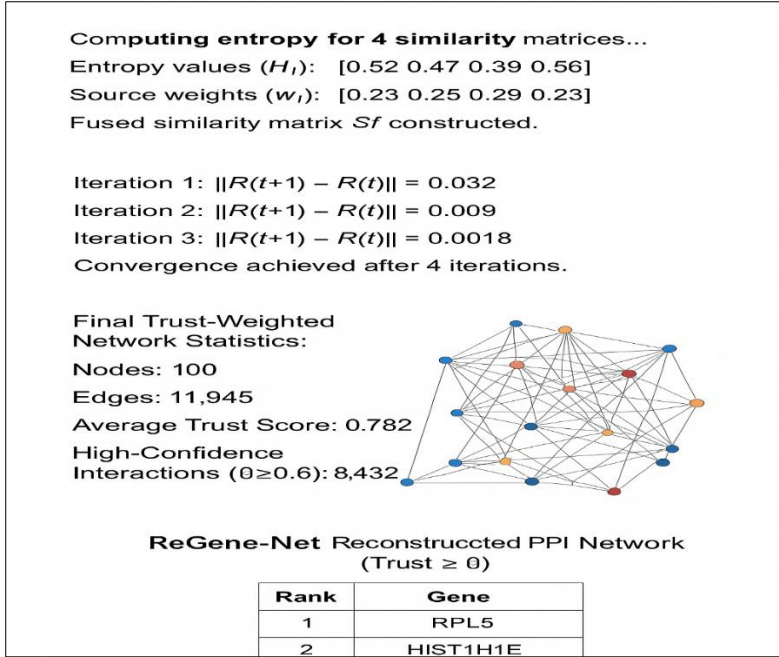 Computing entropy for 4 similarity matrices...
Entropy values (H_I): [0.52 0.47 0.39 0.56]
Source weights (w_I): [0.23 0.25 0.29 0.23]
Fused similarity matrix Sf constructed.
Iteration 1: ||R(t+1) – R(t)|| = 0.032
Iteration 2: ||R(t+1) – R(t)|| = 0.009
Iteration 3: ||R(t+1) – R(t)|| = 0.0018
Convergence achieved after 4 iterations.
Final Trust-Weighted
Network Statistics:
Nodes: 100
Edges: 11,945
Average Trust Score: 0.782
High-Confidence
Interactions (θ≥0.6): 8,432
ReGene-Net Reconstruccted PPI Network
(Trust ≥ θ)
Rank Gene
1 RPL5
2 HIST1H1E